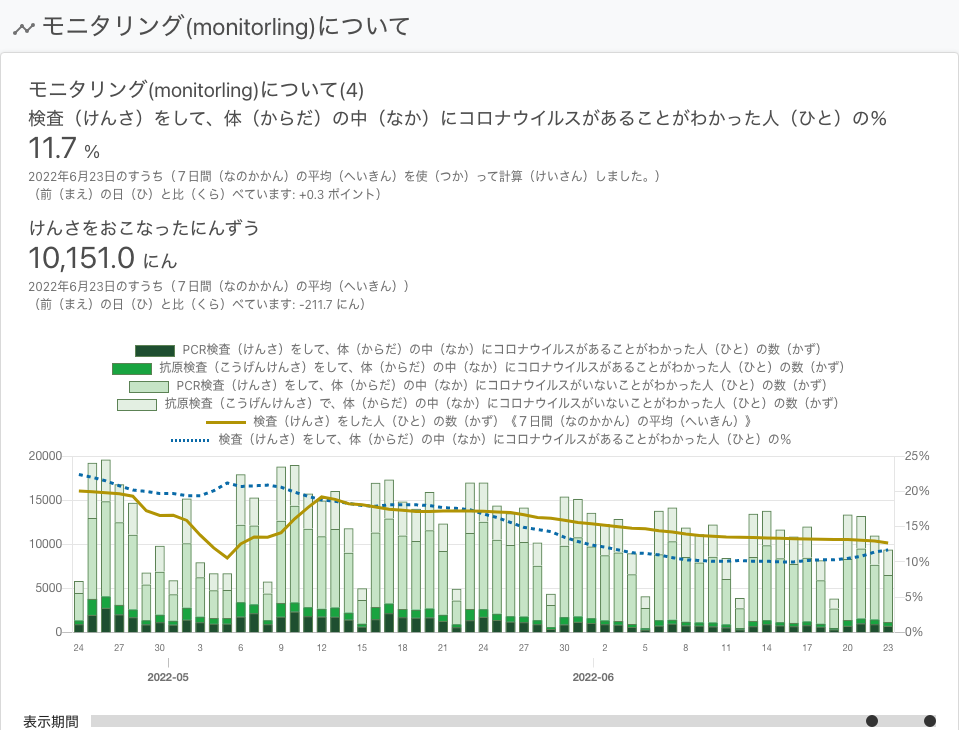 モニタリング(monitorling)について
モニタリング(monitorling)について(4)
検査（けんさ）をして、体（からだ）の中（なか）にコロナウイルスがあることがわかった人（ひと）の%
11.7 %
2022年6月23日のすうち（７日間（なのかかん）の平均（へいきん）を使（つか）って計算（けいさん）しました。）
（前（まえ）の日（ひ）と比（くら）べています: +0.3 ポイント）
けんさをおこなったにんずう
10,151.0 にん
2022年6月23日のすうち（７日間（なのかかん）の平均（へいきん））
（前（まえ）の日（ひ）と比（くら）べています: -211.7 にん）
PCR検査（けんさ）をして、体（からだ）の中（なか）にコロナウイルスがあることがわかった人（ひと）の数（かず）
抗原検査（こうげんけんさ）をして、体（からだ）の中（なか）にコロナウイルスがあることがわかった人（ひと）の数（かず）
PCR検査（けんさ）をして、体（からだ）の中（なか）にコロナウイルスがいないことがわかった人（ひと）の数（かず）
抗原検査（こうげんけんさ）で、体（からだ）の中（なか）にコロナウイルスがいないことがわかった人（ひと）の数（かず）
検査（けんさ）をした人（ひと）の数（かず）《７日間（なのかかん）の平均（へいきん）》
検査（けんさ）をして、体（からだ）の中（なか）にコロナウイルスがあることがわかった人（ひと）の%
20000 25%
20%
15000
15%
10000
10%
5000
5%
0 0%
24 27 30 3 6 9 12 15 18 21 24 27 30 2 5 8 11 14 17 20 23
2022-05 2022-06
表示期間